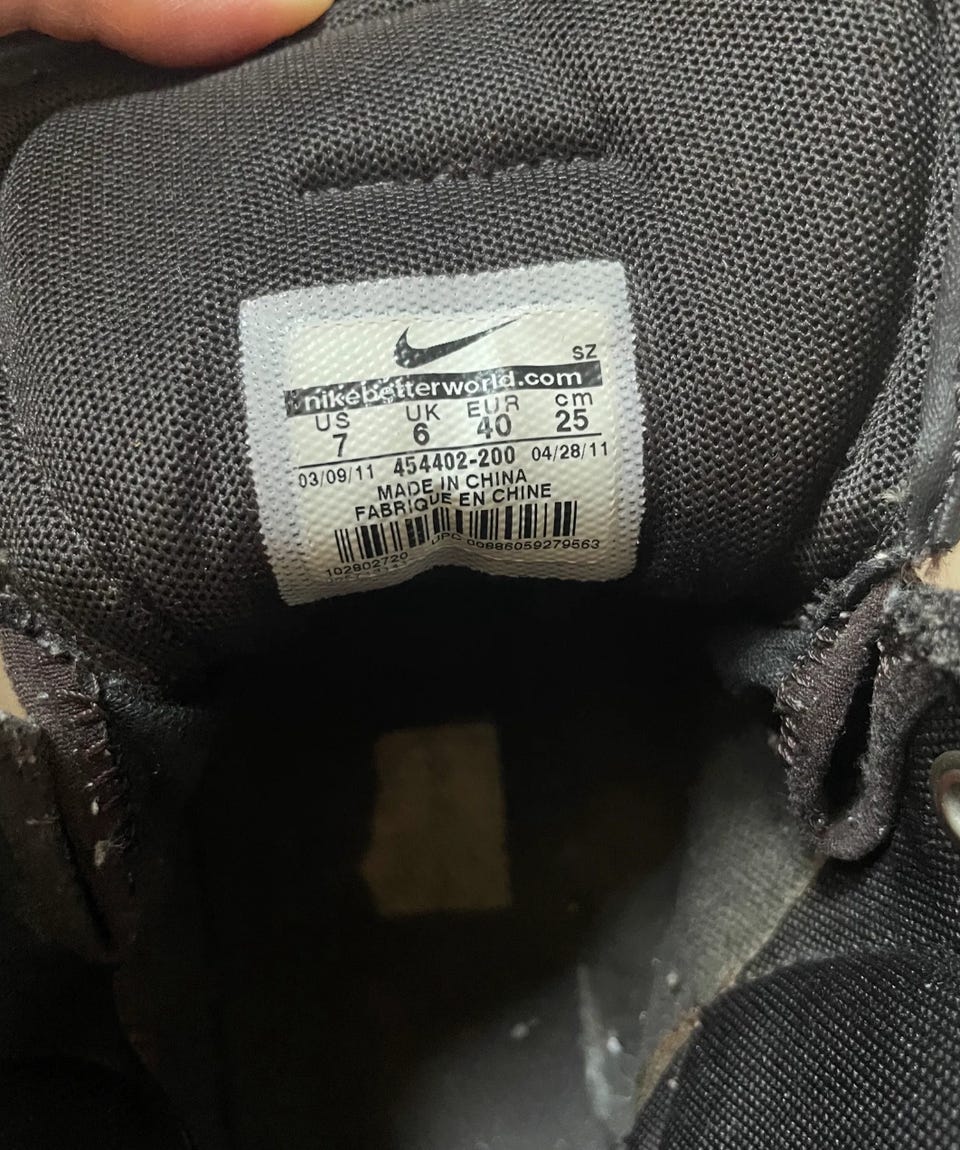 SZ
nikebetterworld.com
US UK EUR cm
7 6 40 25
03/09/11 454402-200 04/28/11
MADE IN CHINA
FABRIQUE EN CHINE
102802720 UPC 00886059279563